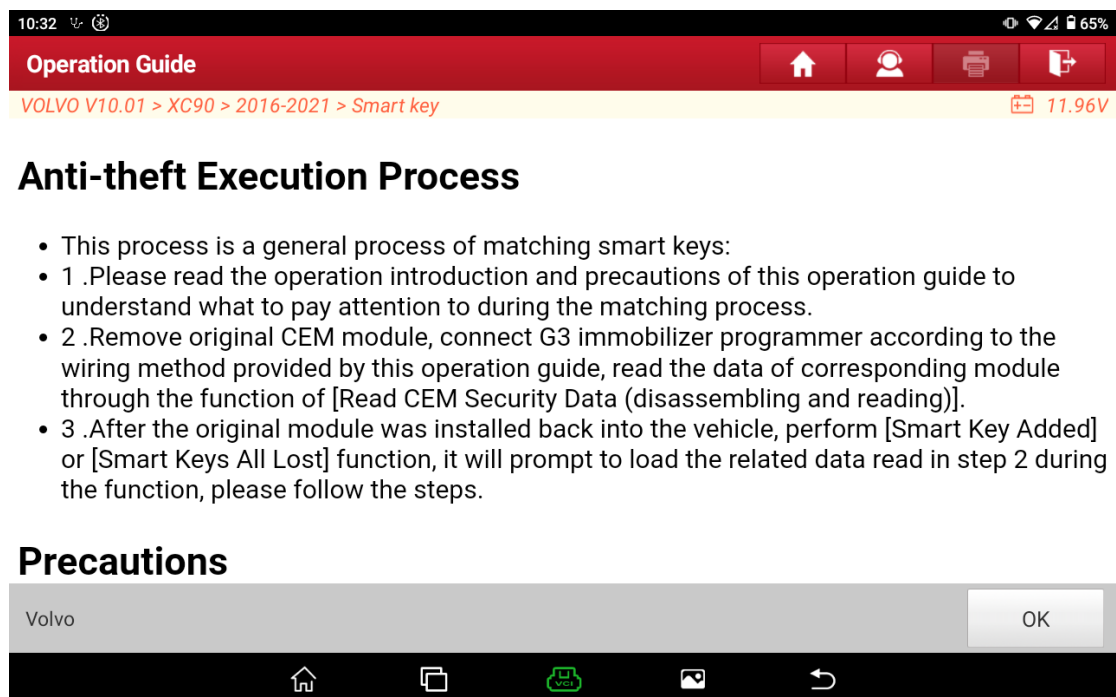 10:32 65%
Operation Guide
VOLVO V10.01 > XC90 > 2016-2021 > Smart key 11.96V
Anti-theft Execution Process
• This process is a general process of matching smart keys:
• 1 .Please read the operation introduction and precautions of this operation guide to
understand what to pay attention to during the matching process.
• 2 .Remove original CEM module, connect G3 immobilizer programmer according to the
wiring method provided by this operation guide, read the data of corresponding module
through the function of [Read CEM Security Data (disassembling and reading)].
• 3 .After the original module was installed back into the vehicle, perform [Smart Key Added]
or [Smart Keys All Lost] function, it will prompt to load the related data read in step 2 during
the function, please follow the steps.
Precautions
Volvo OK
VCI